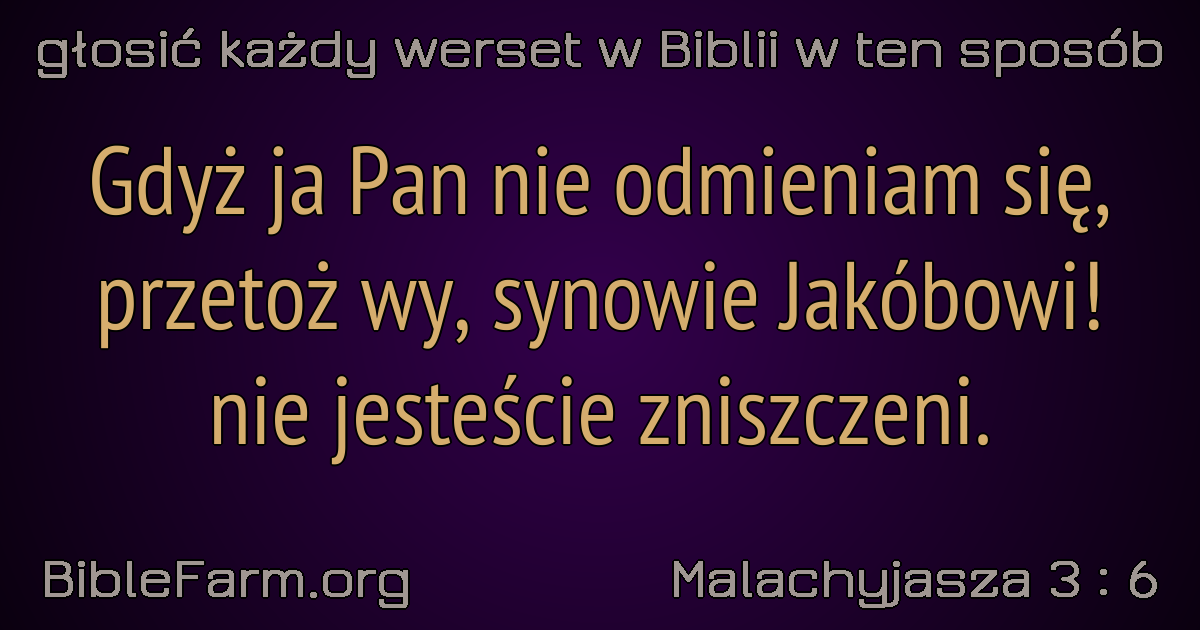 głosić każdy werset w Biblii w ten sposób
Gdyż ja Pan nie odmieniam się,
przetoż wy, synowie Jakóbowi!
nie jesteście zniszczeni.
BibleFarm.org
Malachyjasza 3 : 6